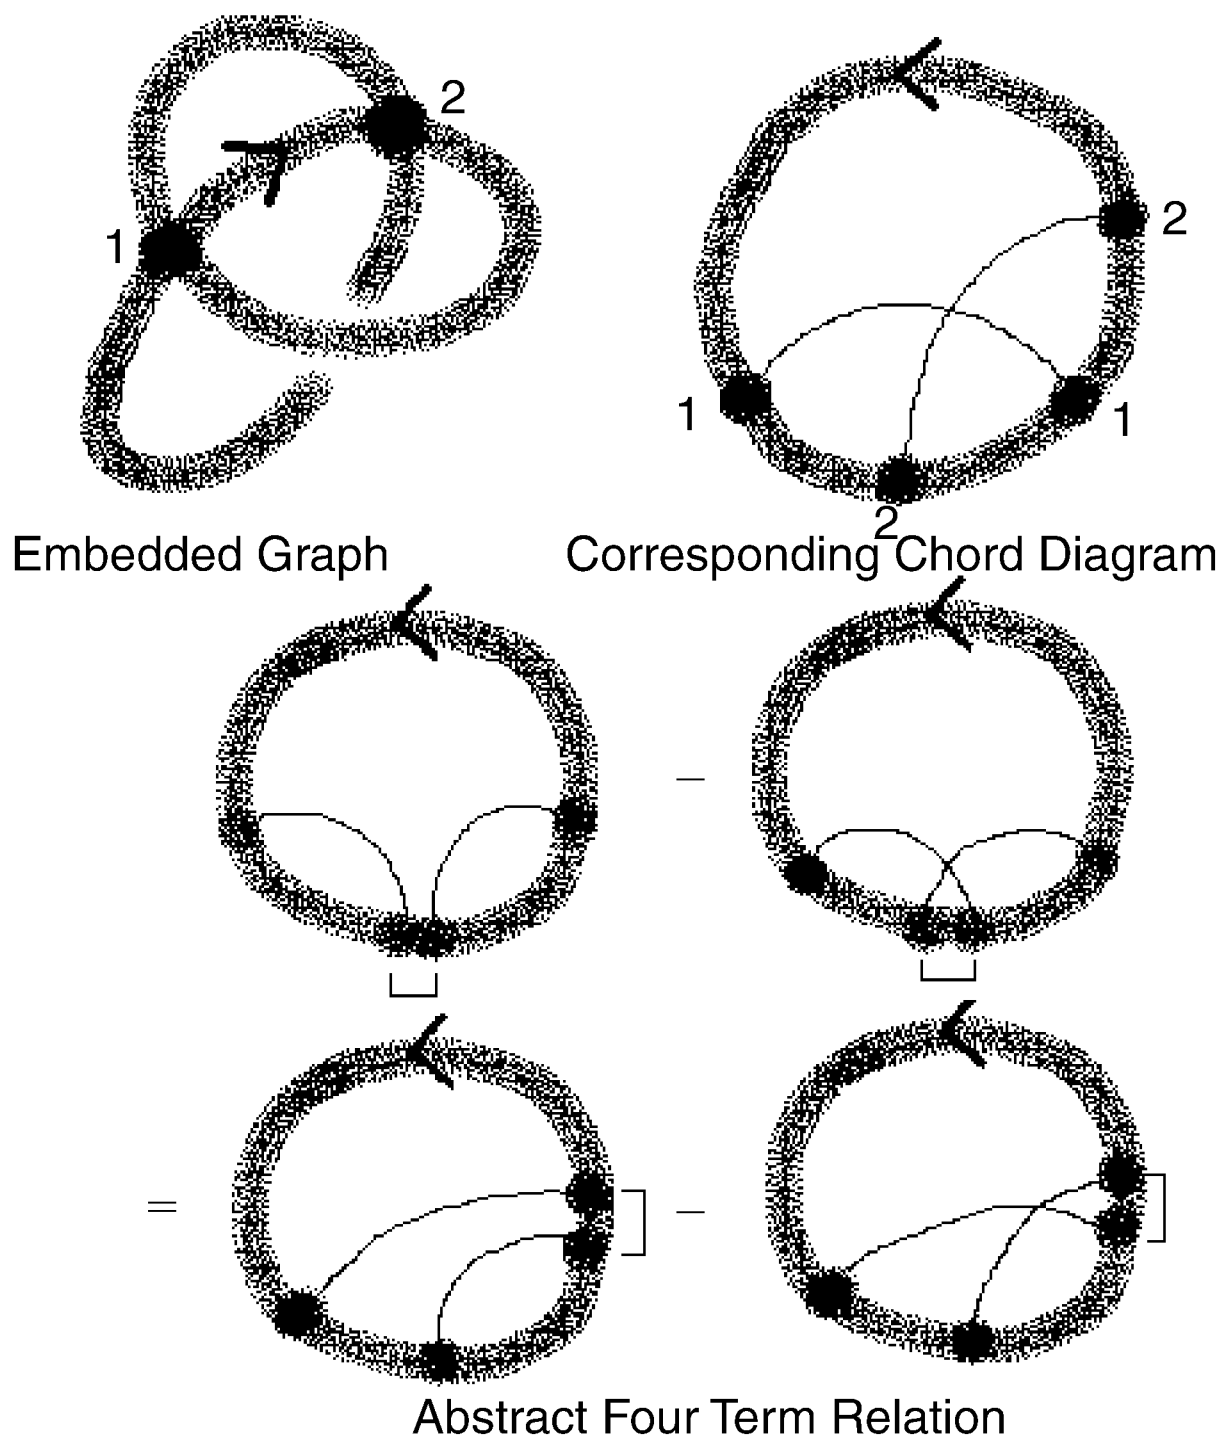 2
1
2
1
1
2
Embedded Graph
Corresponding Chord Diagram
−
= −
Abstract Four Term Relation